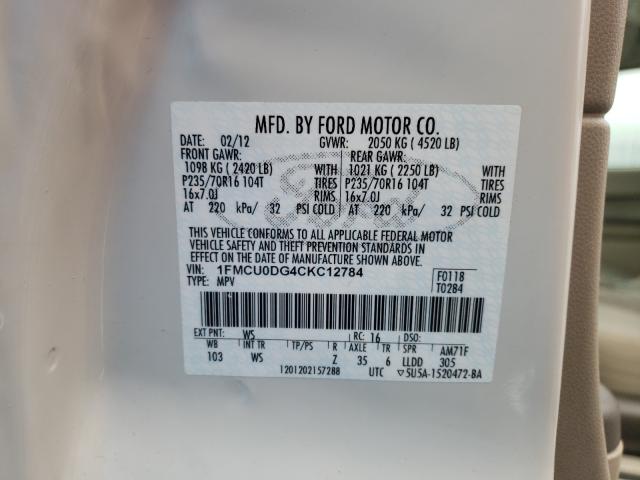 MFD. BY FORD MOTOR CO.
DATE: 02/12 GVWR: 2050 KG ( 4520 LB)
FRONT GAWR: REAR GAWR:
1098 KG ( 2420 LB) WITH 1021 KG ( 2250 LB) WITH
P235/70R16 104T TIRES P235/70R16 104T TIRES
16x7.0J RIMS 16x7.0J RIMS
AT 220 kPa/ 32 PSI COLD AT 220 kPa/ 32 PSI COLD
Ford
THIS VEHICLE CONFORMS TO ALL APPLICABLE FEDERAL MOTOR
VEHICLE SAFETY AND THEFT PREVENTION STANDARDS IN
EFFECT ON THE DATE OF MANUFACTURE SHOWN ABOVE.
VIN: 1FMCU0DG4CKC12784 F0118
TYPE: MPV T0284
EXT PNT: WS RC: 16 DSO:
WB INT TR TP/PS R AXLE TR SPR AM71F
103 WS Z 35 6 LLDD 305
1201202157288 UTC ▽5U5A-1520472-BA